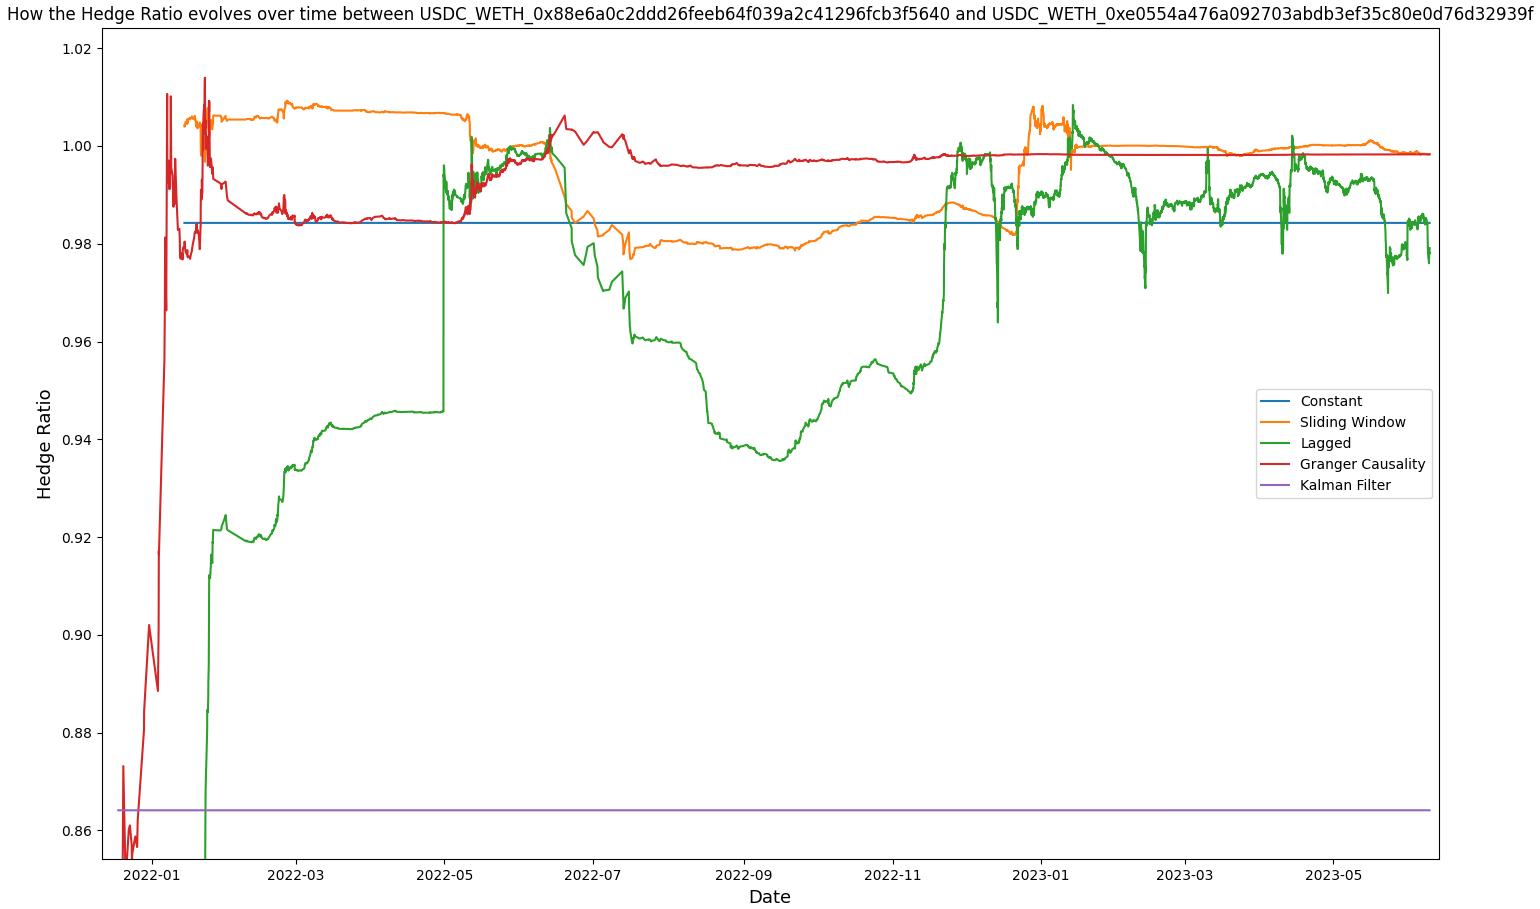 How the Hedge Ratio evolves over time between USDC_WETH_0x88e6a0c2ddd26feeb64f039a2c41296fcb3f5640 and USDC_WETH_0xe0554a476a092703abdb3ef35c80e0d76d32939f
1.02
1.00
0.98
0.96
0.94
0.92
0.90
0.88
0.86
Hedge Ratio
Constant
Sliding Window
Lagged
Granger Causality
Kalman Filter
2022-01 2022-03 2022-05 2022-07 2022-09 2022-11 2023-01 2023-03 2023-05
Date